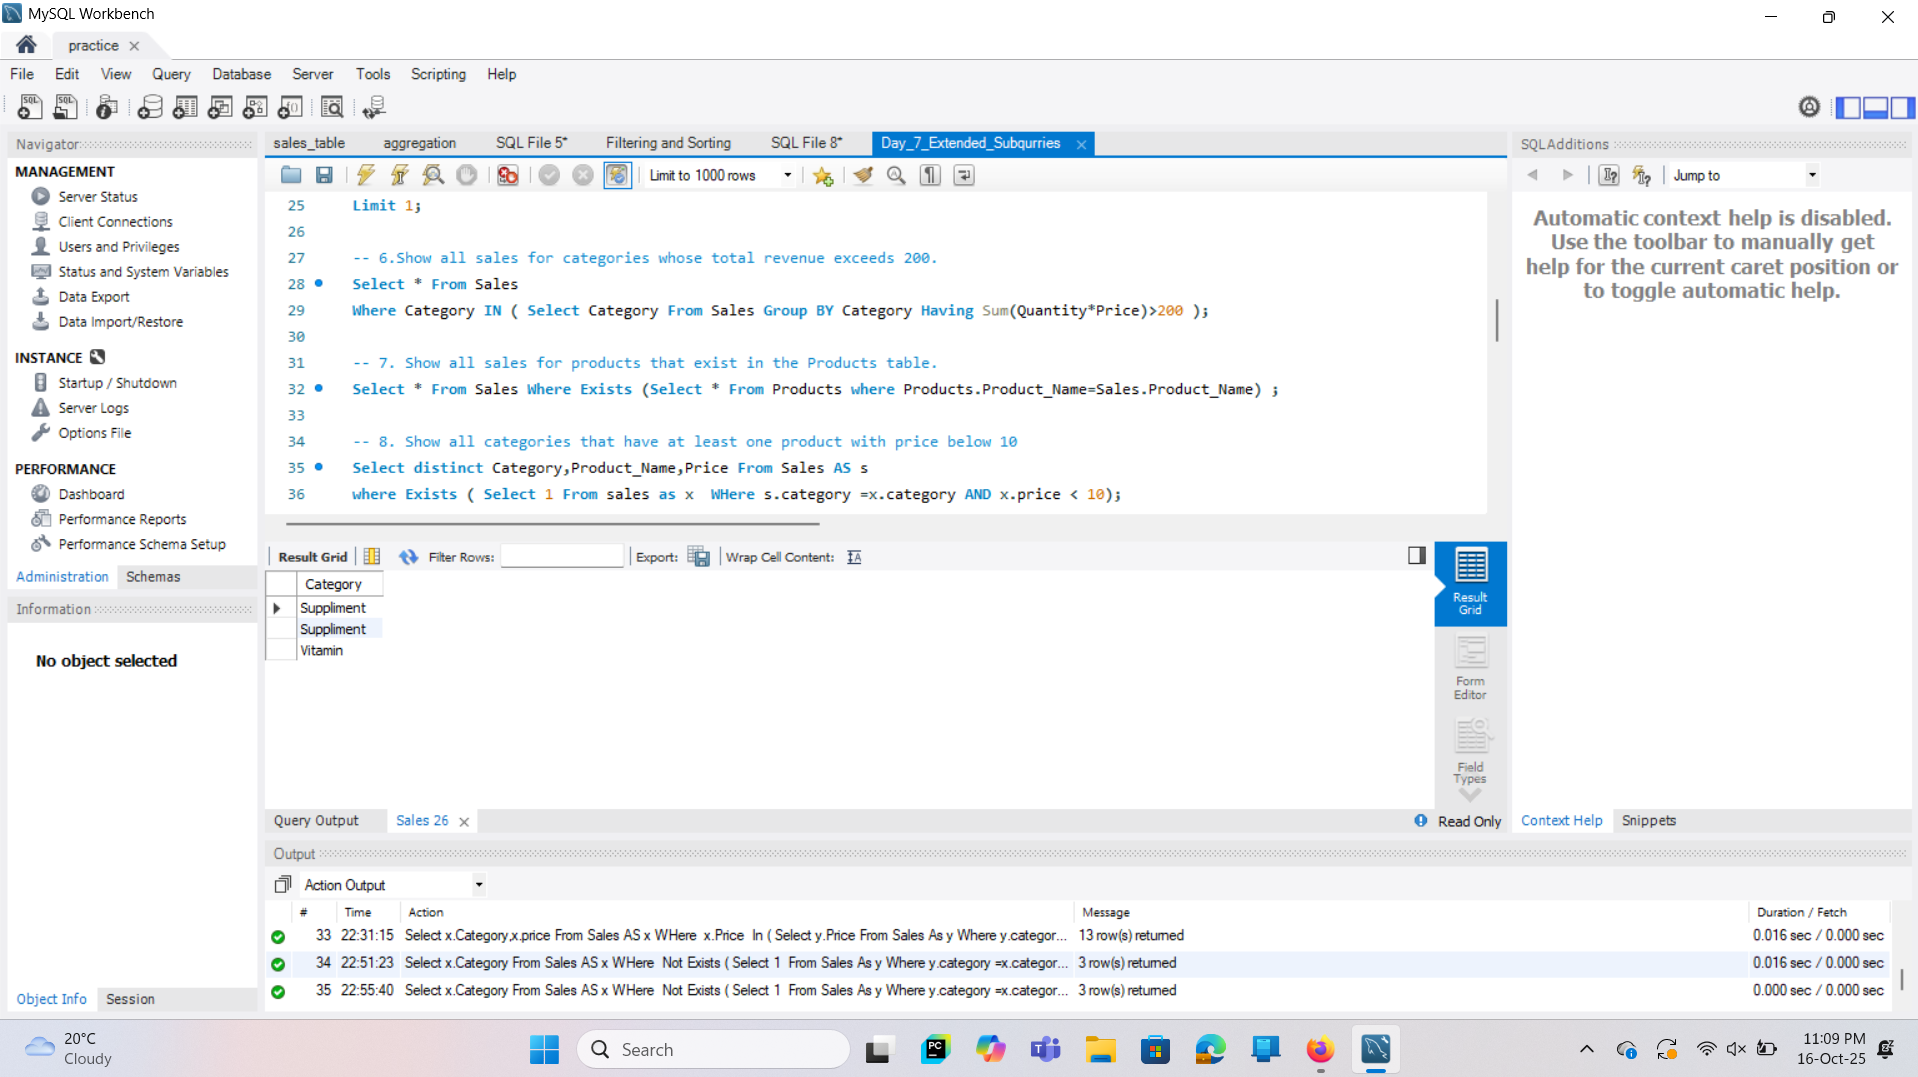 MySQL Workbench
practice
File Edit View Query Database Server Tools Scripting Help
Navigator
MANAGEMENT
Server Status
Client Connections
Users and Privileges
Status and System Variables
Data Export
Data Import/Restore
INSTANCE
Startup / Shutdown
Server Logs
Options File
PERFORMANCE
Dashboard
Performance Reports
Performance Schema Setup
Administration Schemas
Information
No object selected
Object Info Session
sales_table aggregation SQL File 5* Filtering and Sorting SQL File 8* Day_7_Extended_Subqurries
Limit to 1000 rows
25 Limit 1;
26
27 -- 6.Show all sales for categories whose total revenue exceeds 200.
28 Select * From Sales
29 Where Category IN ( Select Category From Sales Group BY Category Having Sum(Quantity*Price)>200 );
30
31 -- 7. Show all sales for products that exist in the Products table.
32 Select * From Sales Where Exists (Select * From Products where Products.Product_Name=Sales.Product_Name) ;
33
34 -- 8. Show all categories that have at least one product with price below 10
35 Select distinct Category,Product_Name,Price From Sales AS s
36 where Exists ( Select 1 From sales as x WHere s.category =x.category AND x.price < 10);
Result Grid Filter Rows: Export: Wrap Cell Content:
Category
Suppliment
Suppliment
Vitamin
Result
Grid
Form
Editor
Field
Types
Query Output Sales 26 Read Only
SQLAdditions
Jump to
Automatic context help is disabled.
Use the toolbar to manually get
help for the current caret position or
to toggle automatic help.
Context Help Snippets
Output
Action Output
# Time Action Message Duration / Fetch
33 22:31:15 Select x.Category,x.price From Sales AS x WHere x.Price In ( Select y.Price From Sales As y Where y.categor... 13 row(s) returned 0.016 sec / 0.000 sec
34 22:51:23 Select x.Category From Sales AS x WHere Not Exists ( Select 1 From Sales As y Where y.category =x.categor... 3 row(s) returned 0.016 sec / 0.000 sec
35 22:55:40 Select x.Category From Sales AS x WHere Not Exists ( Select 1 From Sales As y Where y.category =x.categor... 3 row(s) returned 0.000 sec / 0.000 sec
20°C
Cloudy
Search
11:09 PM
16-Oct-25